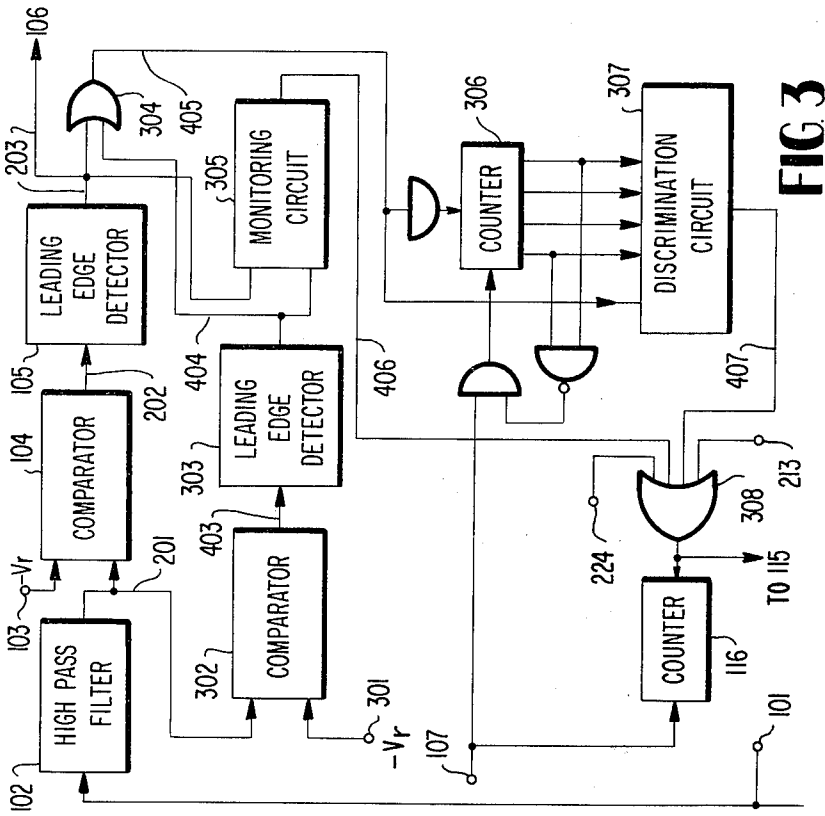 106
203
304
405
LEADING
EDGE
DETECTOR
105
202
104
COMPARATOR
103
-Vr
201
HIGH PASS
FILTER
102
305
MONITORING
CIRCUIT
404
406
303
LEADING
EDGE
DETECTOR
403
302
COMPARATOR
301
-Vr
306
COUNTER
307
DISCRIMINATION
CIRCUIT
407
107
224
213
308
TO 115
COUNTER
116
101
FIG 3